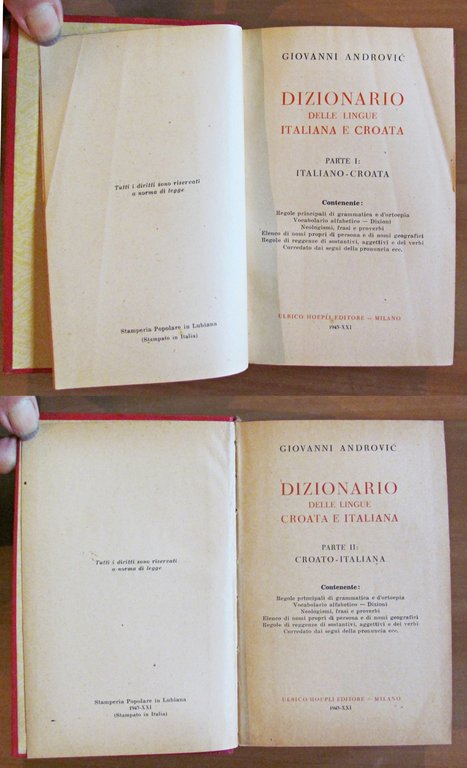 Tutti i diritti sono riservati
a norma di legge
Stamperia Popolare in Lubiana
(Stampato in Italia)
GIOVANNI ANDROVIĆ
DIZIONARIO
DELLE LINGUE
ITALIANA E CROATA
PARTE I:
ITALIANO-CROATA
Contenente:
Regole principali di grammatica e d'ortoepia
Vocabolario alfabetico — Dizioni
Neologismi, frasi e proverbi
Elenco di nomi propri di persona e di nomi geografici
Regole di reggenze di sostantivi, aggettivi e dei verbi
Corredato dai segni della pronuncia ecc.
ULRICO HOEPLI EDITORE — MILANO
1943-XXI
Tutti i diritti sono riservati
a norma di legge
Stamperia Popolare in Lubiana
1943-XXI
(Stampato in Italia)
GIOVANNI ANDROVIĆ
DIZIONARIO
DELLE LINGUE
CROATA E ITALIANA
PARTE II:
CROATO-ITALIANA
Contenente:
Regole principali di grammatica e d'ortoepia
Vocabolario alfabetico — Dizioni
Neologismi, frasi e proverbi
Elenco di nomi propri di persona e di nomi geografici
Regole di reggenze di sostantivi, aggettivi e dei verbi
Corredato dai segni della pronuncia ecc.
ULRICO HOEPLI EDITORE — MILANO
1943-XXI